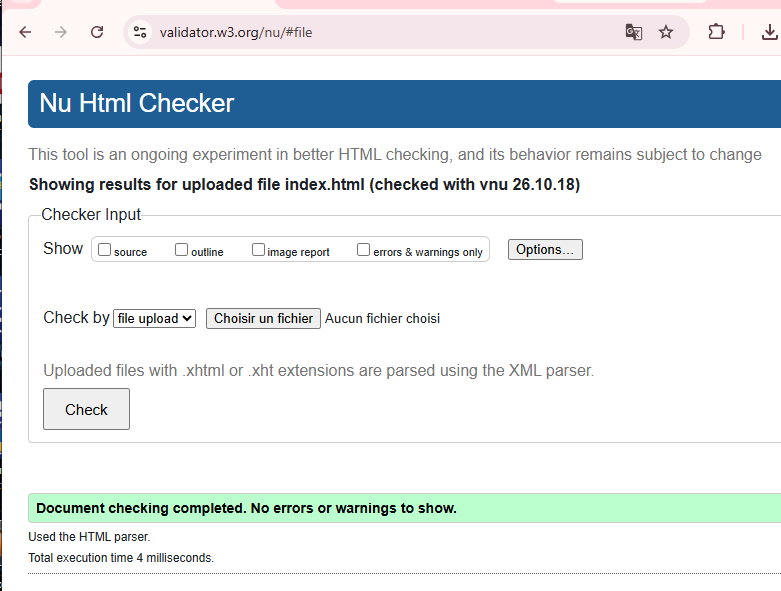 validator.w3.org/nu/#file
Nu Html Checker
This tool is an ongoing experiment in better HTML checking, and its behavior remains subject to change
Showing results for uploaded file index.html (checked with vnu 26.10.18)
Checker Input
Show source outline image report errors & warnings only Options...
Check by file upload Choisir un fichier Aucun fichier choisi
Uploaded files with .xhtml or .xht extensions are parsed using the XML parser.
Check
Document checking completed. No errors or warnings to show.
Used the HTML parser.
Total execution time 4 milliseconds.